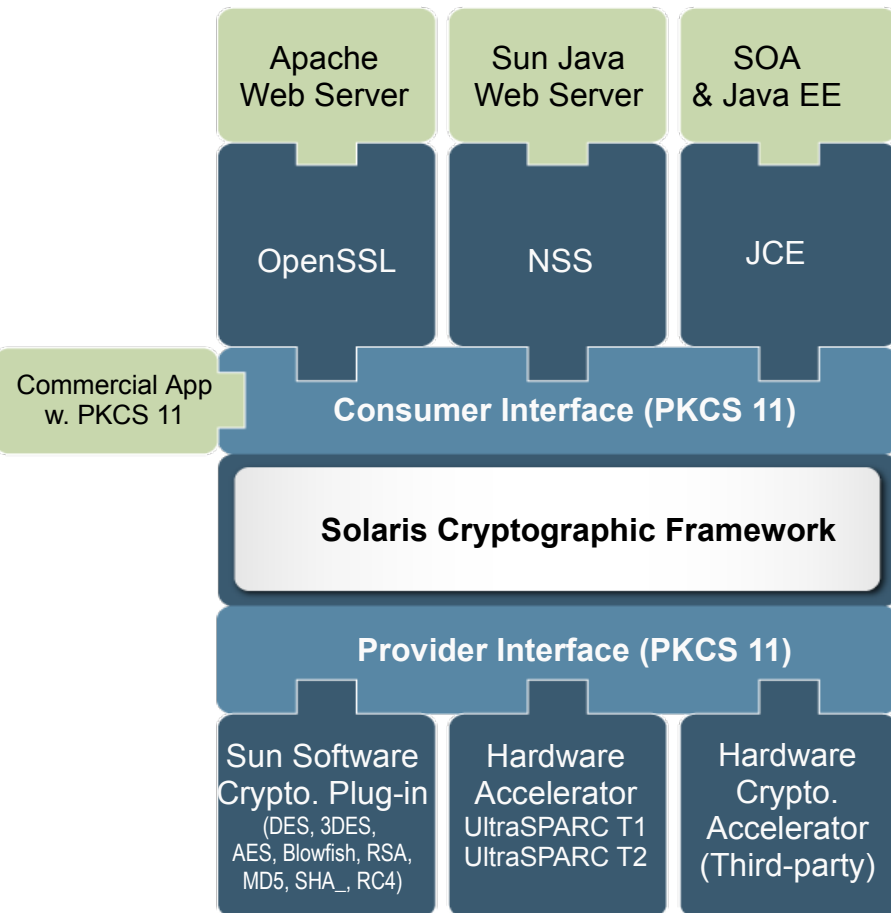 Apache
Web Server
Sun Java
Web Server
SOA
& Java EE
OpenSSL
NSS
JCE
Commercial App
w. PKCS 11
Consumer Interface (PKCS 11)
Solaris Cryptographic Framework
Provider Interface (PKCS 11)
Sun Software
Crypto. Plug-in
(DES, 3DES,
AES, Blowfish, RSA,
MD5, SHA_, RC4)
Hardware
Accelerator
UltraSPARC T1
UltraSPARC T2
Hardware
Crypto.
Accelerator
(Third-party)